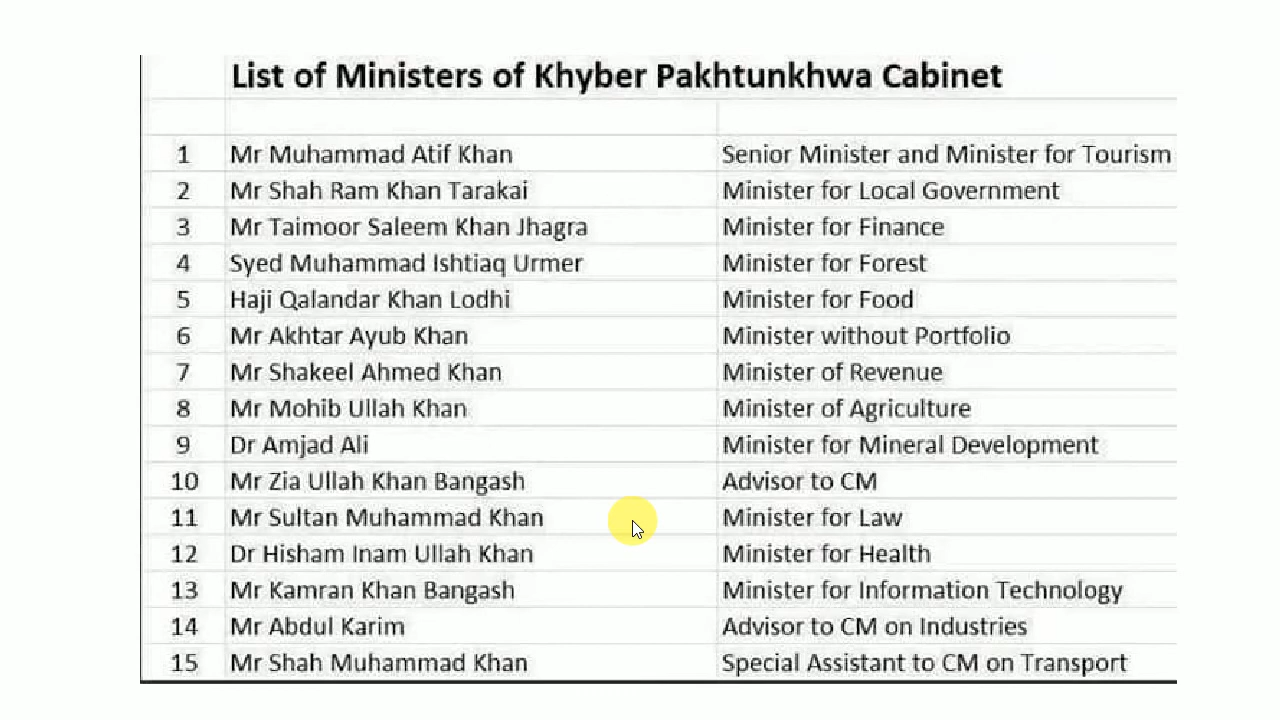 List of Ministers of Khyber Pakhtunkhwa Cabinet
1 Mr Muhammad Atif Khan Senior Minister and Minister for Tourism
2 Mr Shah Ram Khan Tarakai Minister for Local Government
3 Mr Taimoor Saleem Khan Jhagra Minister for Finance
4 Syed Muhammad Ishtiaq Urmer Minister for Forest
5 Haji Qalandar Khan Lodhi Minister for Food
6 Mr Akhtar Ayub Khan Minister without Portfolio
7 Mr Shakeel Ahmed Khan Minister of Revenue
8 Mr Mohib Ullah Khan Minister of Agriculture
9 Dr Amjad Ali Minister for Mineral Development
10 Mr Zia Ullah Khan Bangash Advisor to CM
11 Mr Sultan Muhammad Khan Minister for Law
12 Dr Hisham Inam Ullah Khan Minister for Health
13 Mr Kamran Khan Bangash Minister for Information Technology
14 Mr Abdul Karim Advisor to CM on Industries
15 Mr Shah Muhammad Khan Special Assistant to CM on Transport